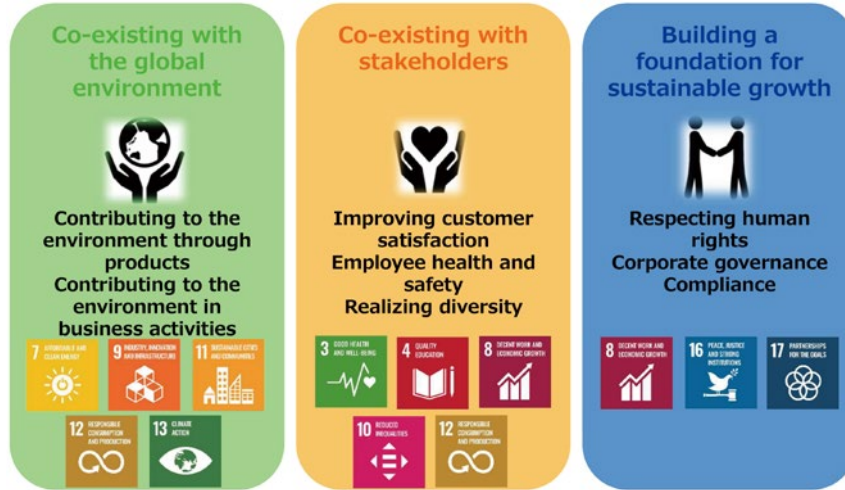 Co-existing with
the global
environment
Contributing to the
environment through
products
Contributing to the
environment in
business activities
7 AFFORDABLE AND
CLEAN ENERGY
9 INDUSTRY, INNOVATION
AND INFRASTRUCTURE
11 SUSTAINABLE CITIES
AND COMMUNITIES
12 RESPONSIBLE
CONSUMPTION
AND PRODUCTION
13 CLIMATE
ACTION
Co-existing with
stakeholders
Improving customer
satisfaction
Employee health and
safety
Realizing diversity
3 GOOD HEALTH
AND WELL-BEING
4 QUALITY
EDUCATION
8 DECENT WORK AND
ECONOMIC GROWTH
10 REDUCED
INEQUALITIES
12 RESPONSIBLE
CONSUMPTION
AND PRODUCTION
Building a
foundation for
sustainable growth
Respecting human
rights
Corporate governance
Compliance
8 DECENT WORK AND
ECONOMIC GROWTH
16 PEACE, JUSTICE
AND STRONG
INSTITUTIONS
17 PARTNERSHIPS
FOR THE GOALS